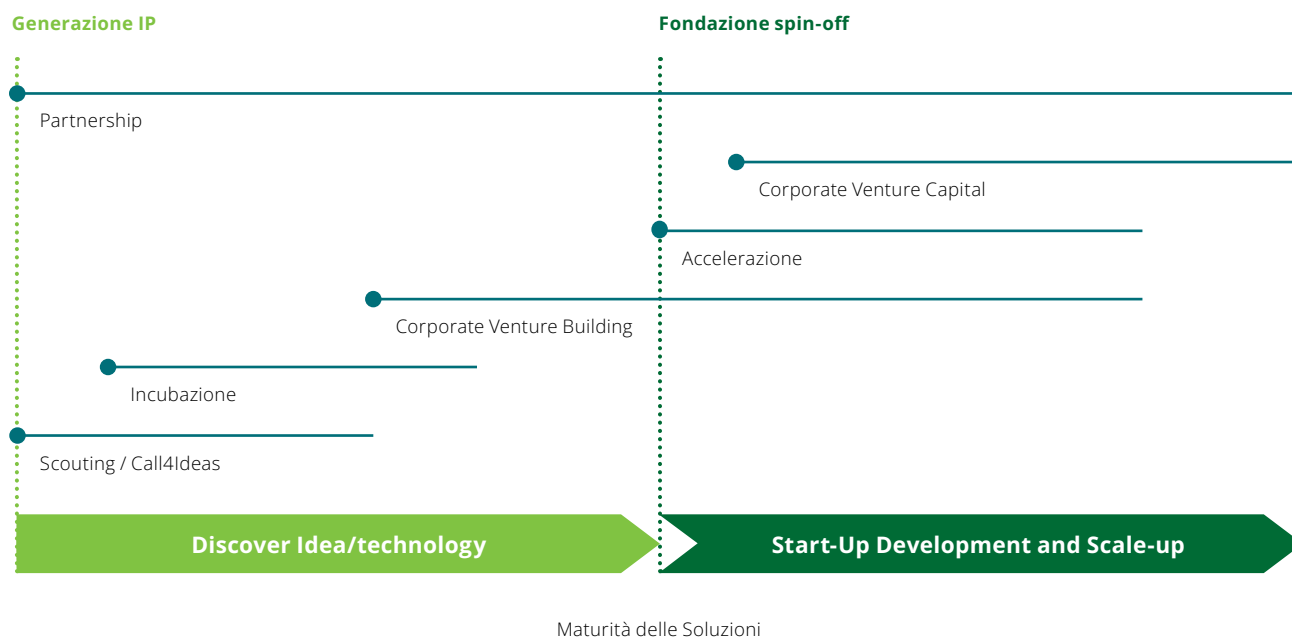 Generazione IP
Fondazione spin-off
Partnership
Corporate Venture Capital
Accelerazione
Corporate Venture Building
Incubazione
Scouting / Call4Ideas
Discover Idea/technology
Start-Up Development and Scale-up
Maturità delle Soluzioni